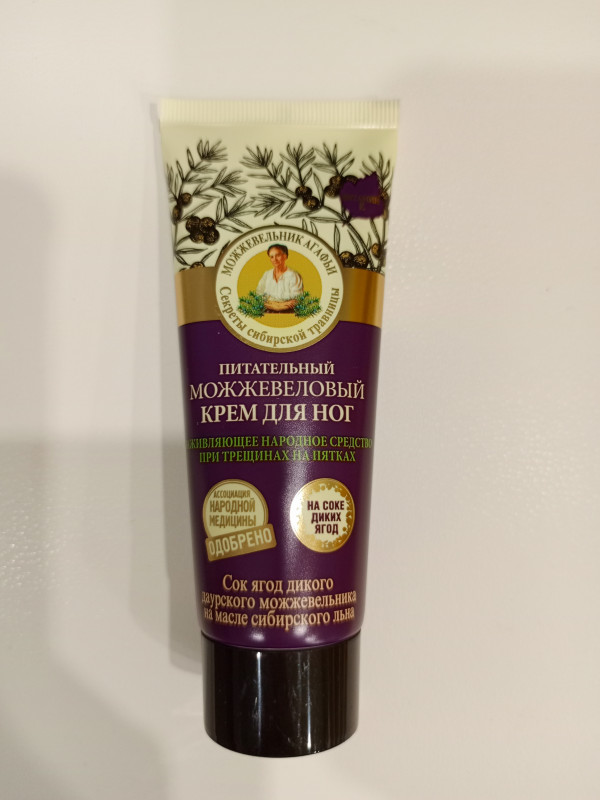 МОЖЖЕВЕЛЬНИК АГАФЬИ
Секреты сибирской травницы
ПИТАТЕЛЬНЫЙ
МОЖЖЕВЕЛОВЫЙ
КРЕМ ДЛЯ НОГ
ЖИВЛЯЮЩЕЕ НАРОДНОЕ СРЕДСТВО
ПРИ ТРЕЩИНАХ НА ПЯТКАХ
АССОЦИАЦИЯ
НАРОДНОЙ
МЕДИЦИНЫ
ОДОБРЕНО
НА СОКЕ
ДИКИХ
ЯГОД
Сок ягод дикого
даурского можжевельника
на масле сибирского льна